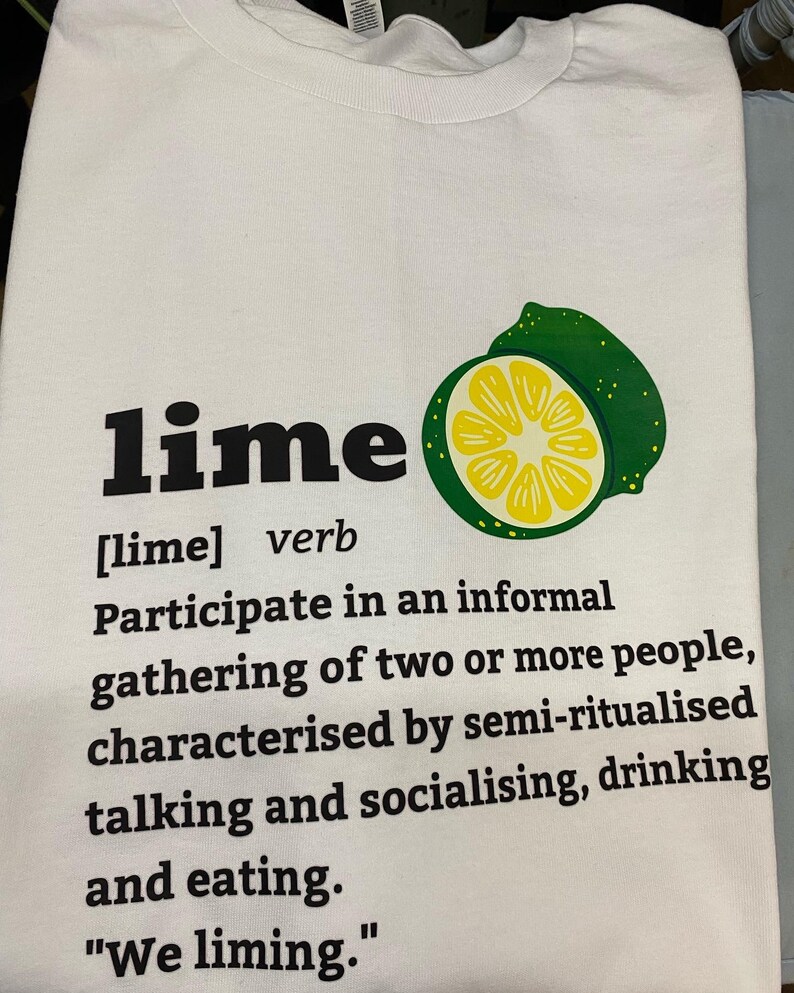 lime
[lime] verb
Participate in an informal
gathering of two or more people,
characterised by semi-ritualised
talking and socialising, drinking
and eating.
"We liming."